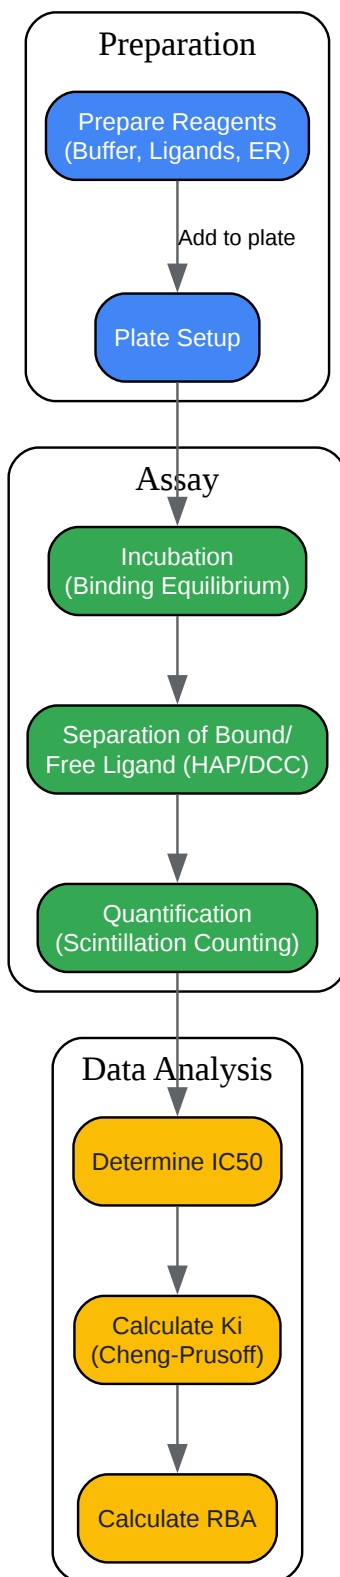 Preparation
Prepare Reagents
(Buffer, Ligands, ER)
Add to plate
Plate Setup
Assay
Incubation
(Binding Equilibrium)
Separation of Bound/
Free Ligand (HAP/DCC)
Quantification
(Scintillation Counting)
Data Analysis
Determine IC50
Calculate Ki
(Cheng-Prusoff)
Calculate RBA